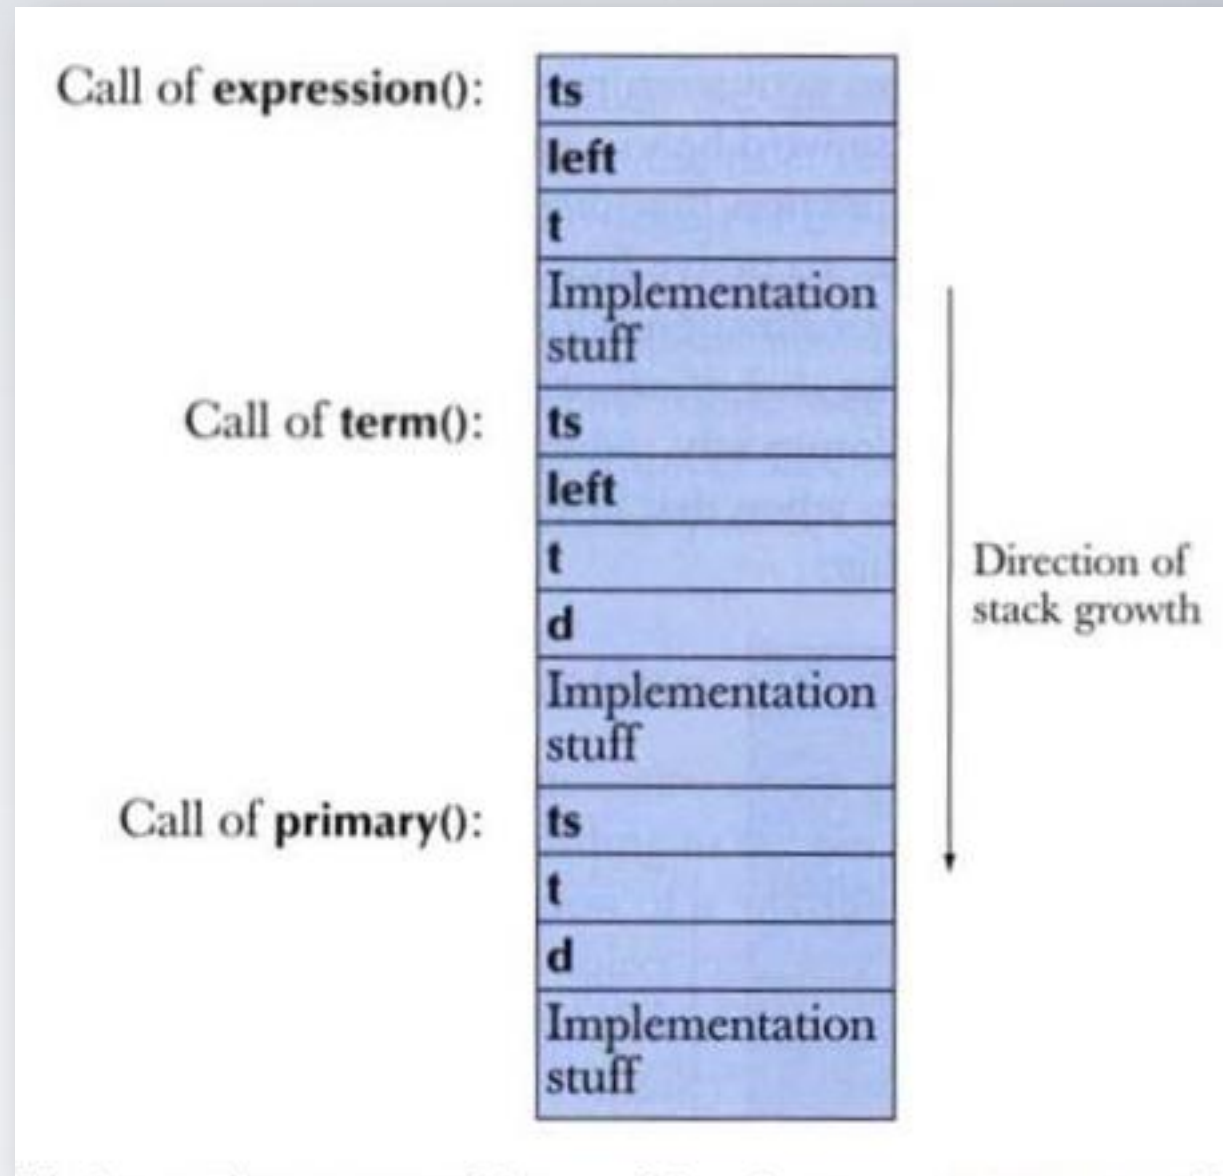 Call of expression():
ts
left
t
Implementation
stuff
Call of term():
ts
left
t
d
Implementation
stuff
Call of primary():
ts
t
d
Implementation
stuff
Direction of
stack growth